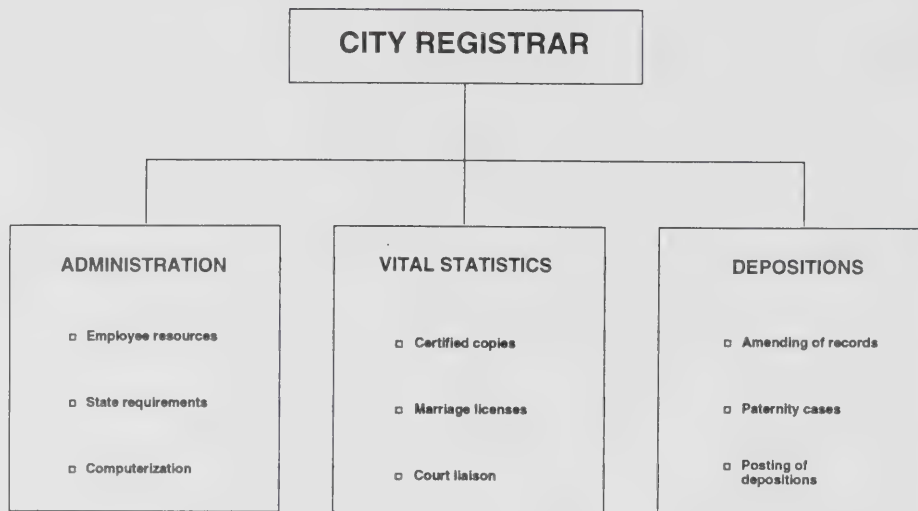 CITY REGISTRAR
ADMINISTRATION
▫ Employee resources
▫ State requirements
▫ Computerization
VITAL STATISTICS
▫ Certified copies
▫ Marriage licenses
▫ Court liaison
DEPOSITIONS
▫ Amending of records
▫ Paternity cases
▫ Posting of
depositions